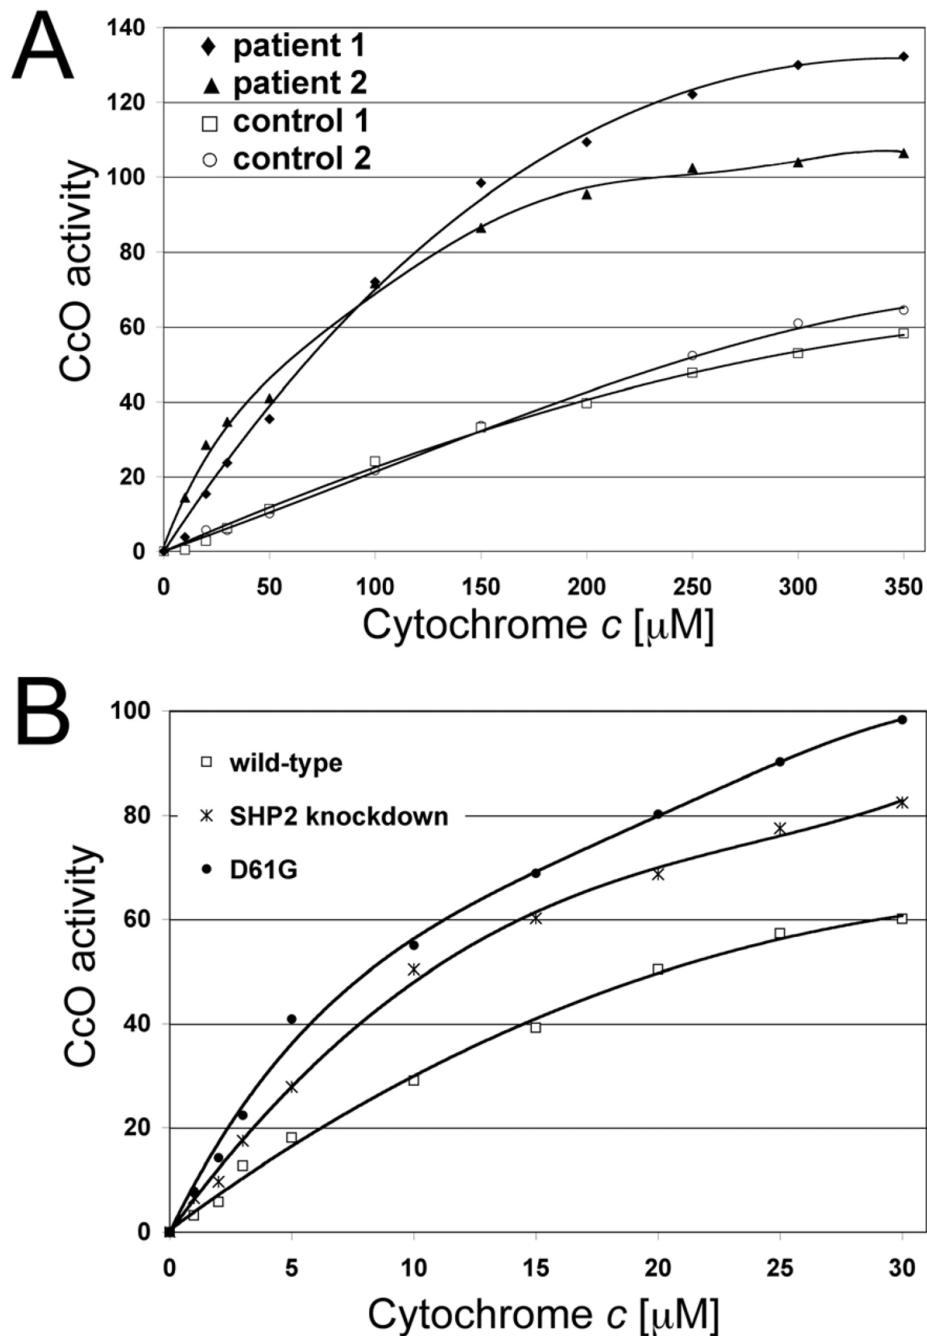 A
140
120
100
80
60
40
20
0
patient 1
patient 2
control 1
control 2
CcO activity
0 50 100 150 200 250 300 350
Cytochrome c [μM]
B
100
80
60
40
20
0
wild-type
SHP2 knockdown
D61G
CcO activity
0 5 10 15 20 25 30
Cytochrome c [μM]